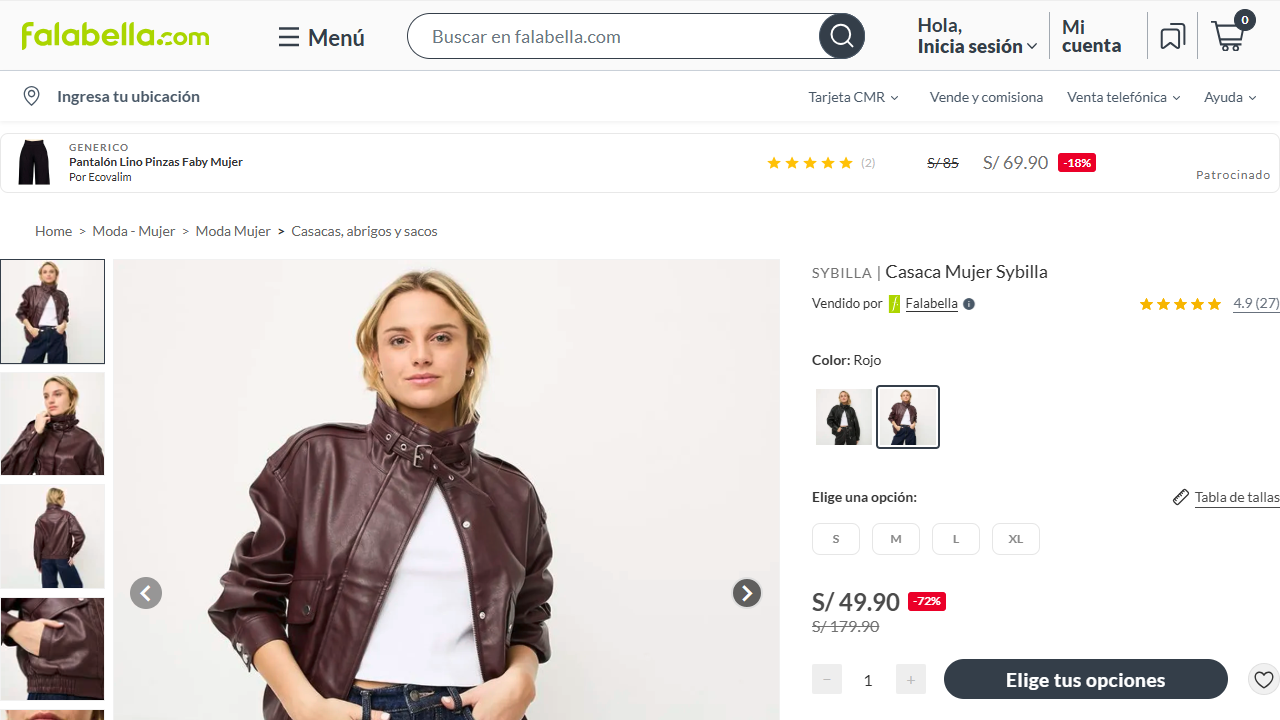 falabella.com
Menú
Buscar en falabella.com
Hola,
Inicia sesión
Mi
cuenta
0
Ingresa tu ubicación
Tarjeta CMR
Vende y comisiona
Venta telefónica
Ayuda
GENERICO
Pantalón Lino Pinzas Faby Mujer
Por Ecovalim
(2)
S/ 85
S/ 69.90
-18%
Patrocinado
Home > Moda - Mujer > Moda Mujer > Casacas, abrigos y sacos
SYBILLA | Casaca Mujer Sybilla
Vendido por f Falabella i
4.9 (27)
Color: Rojo
Elige una opción:
Tabla de tallas
S
M
L
XL
S/ 49.90
-72%
S/ 179.90
− 1 +
Elige tus opciones